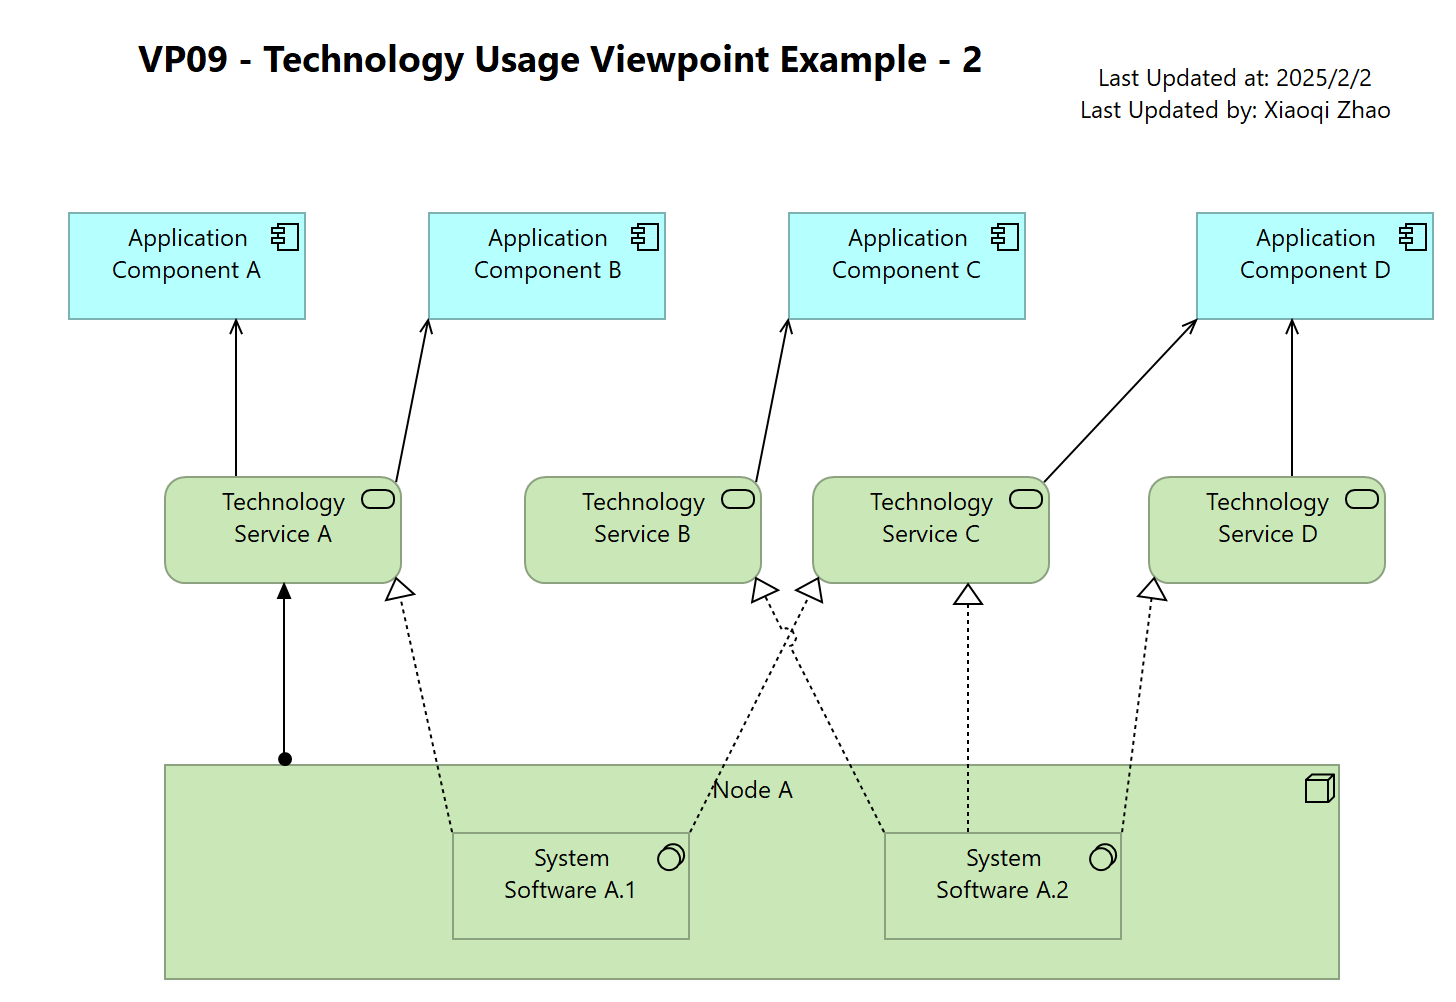 VP09 - Technology Usage Viewpoint Example - 2
Last Updated at: 2025/2/2
Last Updated by: Xiaoqi Zhao
Application
Component A
Application
Component B
Application
Component C
Application
Component D
Technology
Service A
Technology
Service B
Technology
Service C
Technology
Service D
Node A
System
Software A.1
System
Software A.2